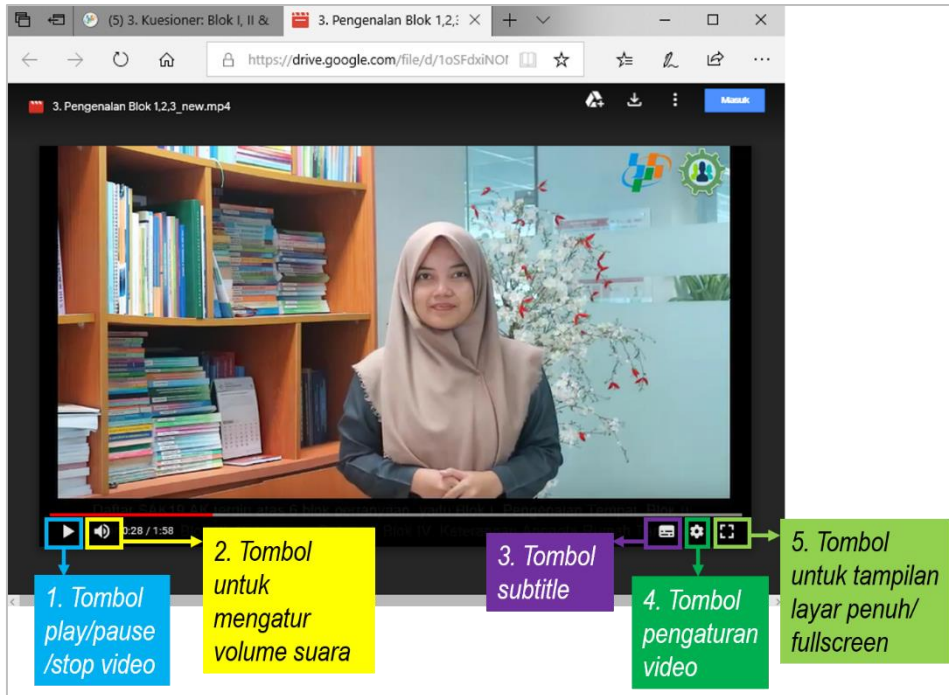 (5) 3. Kuesioner: Blok I, II &
3. Pengenalan Blok 1,2,3
https://drive.google.com/file/d/1oSFdxiNOf
3. Pengenalan Blok 1,2,3_new.mp4
Masuk
0:28 / 1:58
1. Tombol
play/pause
/stop video
2. Tombol
untuk
mengatur
volume suara
3. Tombol
subtitle
4. Tombol
pengaturan
video
5. Tombol
untuk tampilan
layar penuh/
fullscreen